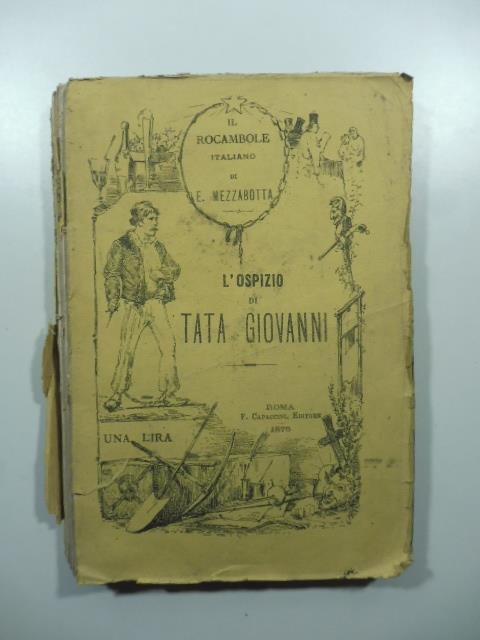 IL
ROCAMBOLE
ITALIANO
DI
E. MEZZABOTTA
L'OSPIZIO
DI
TATA GIOVANNI
ROMA
F. CAPACCINI, EDITORE
1876
UNA LIRA